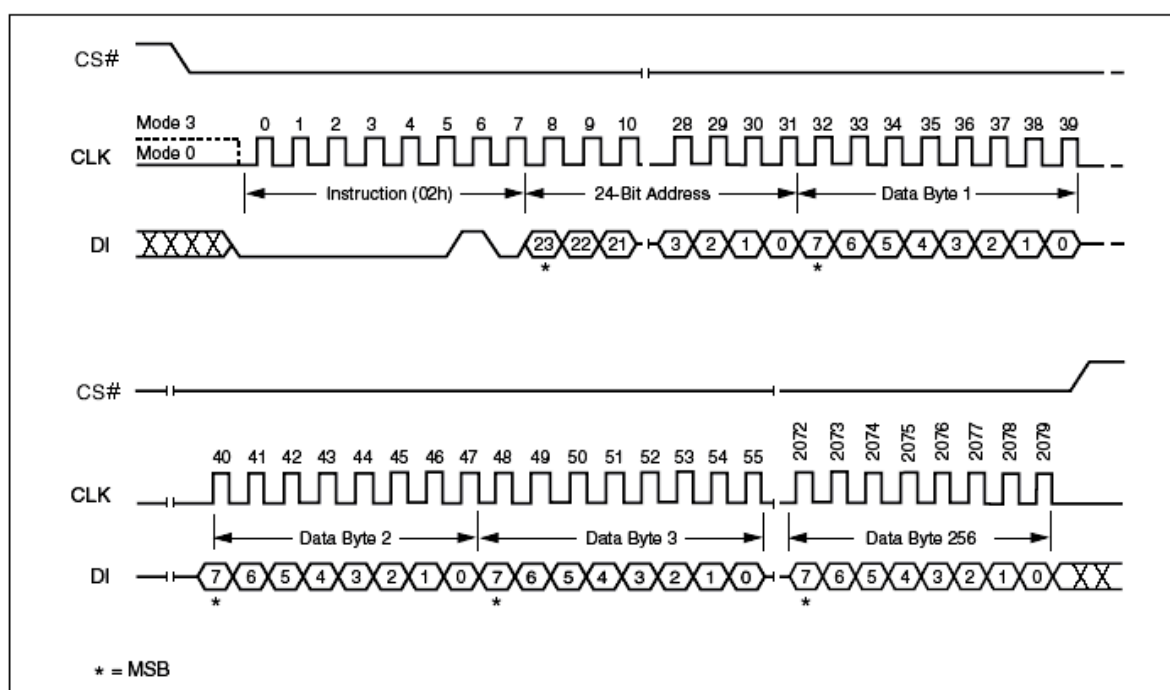 CS#
Mode 3
0 1 2 3 4 5 6 7 8 9 10 28 29 30 31 32 33 34 35 36 37 38 39
CLK
Mode 0
Instruction (02h) 24-Bit Address Data Byte 1
DI 23 22 21 3 2 1 0 7 6 5 4 3 2 1 0
* *
CS#
40 41 42 43 44 45 46 47 48 49 50 51 52 53 54 55 2072 2073 2074 2075 2076 2077 2078 2079
CLK
Data Byte 2 Data Byte 3 Data Byte 256
DI 7 6 5 4 3 2 1 0 7 6 5 4 3 2 1 0 7 6 5 4 3 2 1 0
* * *
* = MSB